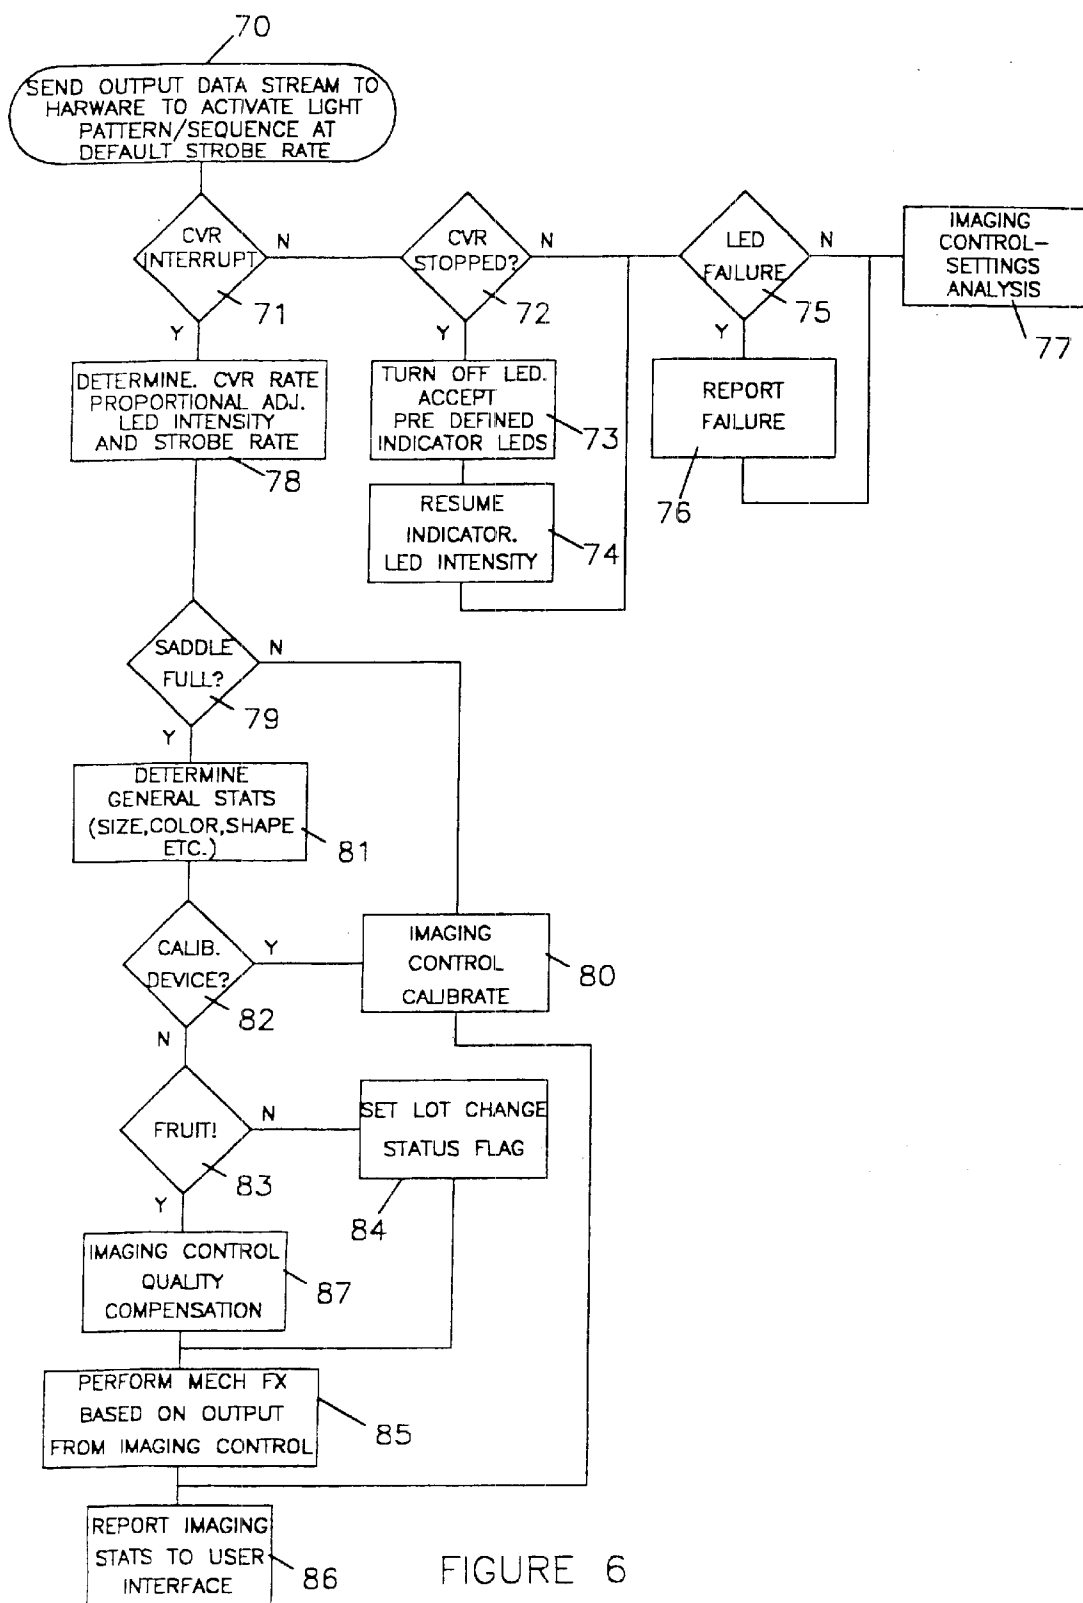 70
SEND OUTPUT DATA STREAM TO
HARWARE TO ACTIVATE LIGHT
PATTERN/SEQUENCE AT
DEFAULT STROBE RATE
CVR
INTERRUPT
71
N
Y
CVR
STOPPED?
72
N
Y
LED
FAILURE
75
N
Y
IMAGING
CONTROL-
SETTINGS
ANALYSIS
77
DETERMINE. CVR RATE
PROPORTIONAL ADJ.
LED INTENSITY
AND STROBE RATE
78
TURN OFF LED.
ACCEPT
PRE DEFINED
INDICATOR LEDS
73
REPORT
FAILURE
76
RESUME
INDICATOR.
LED INTENSITY
74
SADDLE
FULL?
79
N
Y
DETERMINE
GENERAL STATS
(SIZE,COLOR,SHAPE
ETC.)
81
CALIB.
DEVICE?
82
Y
N
IMAGING
CONTROL
CALIBRATE
80
FRUIT!
83
N
Y
SET LOT CHANGE
STATUS FLAG
84
IMAGING CONTROL
QUALITY
COMPENSATION
87
PERFORM MECH FX
BASED ON OUTPUT
FROM IMAGING CONTROL
85
REPORT IMAGING
STATS TO USER
INTERFACE
86
FIGURE 6